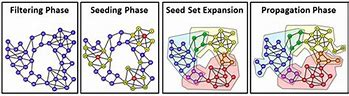 Filtering Phase
Seeding Phase
Seed Set Expansion
Propagation Phase